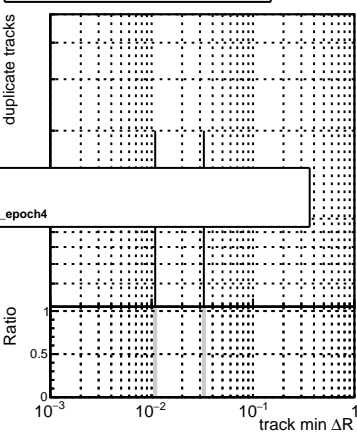 duplicate tracks
_epoch4
Ratio
1
0.5
0
10⁻³ 10⁻² 10⁻¹ 1
track min ΔR